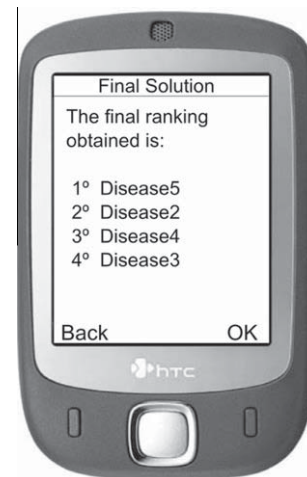 Final Solution
The final ranking
obtained is:
1º Disease5
2º Disease2
3º Disease4
4º Disease3
Back OK
hTC